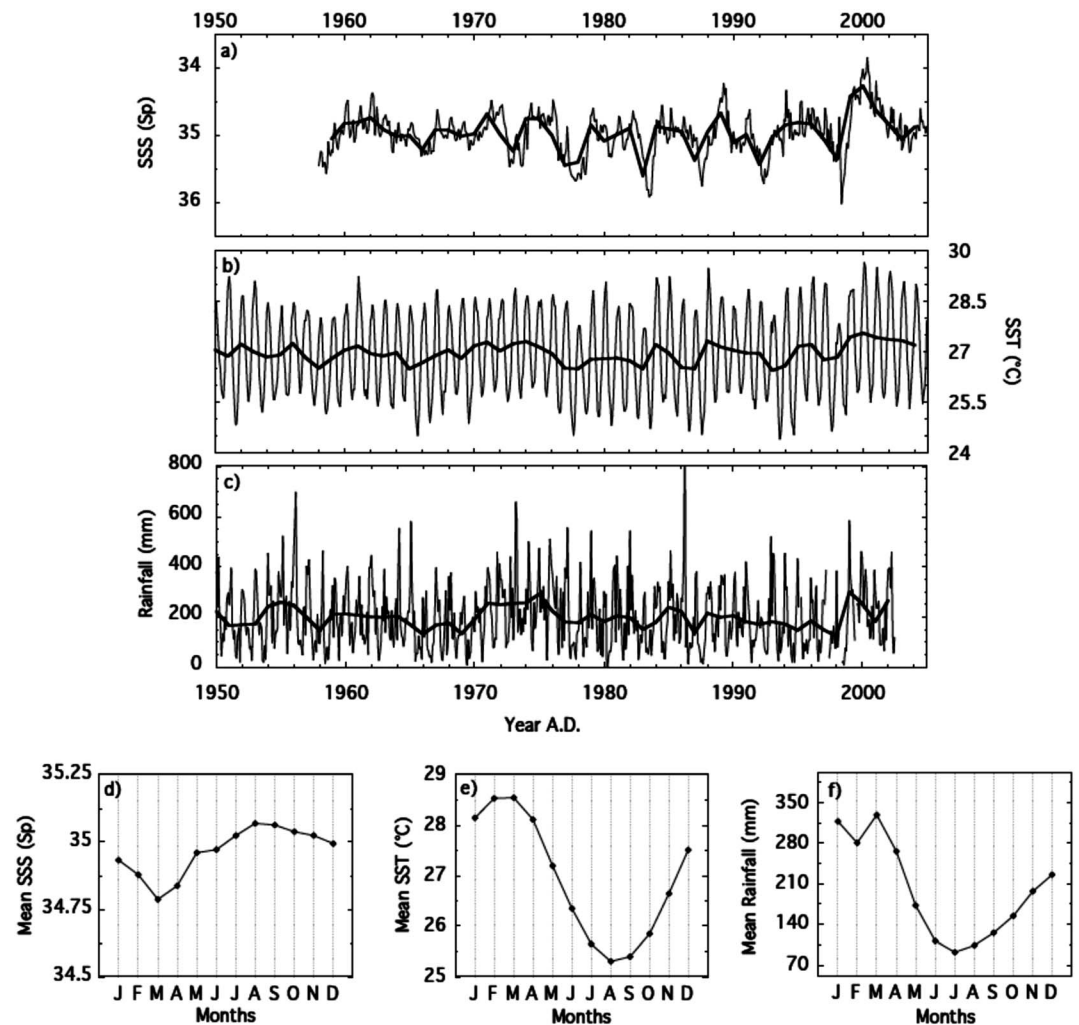 1950 1960 1970 1980 1990 2000
a)
34
35
36
SSS (Sp)
b)
30
28.5
27
25.5
24
SST (°C)
c)
800
600
400
200
0
Rainfall (mm)
1950 1960 1970 1980 1990 2000
Year A.D.
d)
35.25
35
34.75
34.5
Mean SSS (Sp)
J F M A M J J A S O N D
Months
e)
29
28
27
26
25
Mean SST (°C)
J F M A M J J A S O N D
Months
f)
350
280
210
140
70
Mean Rainfall (mm)
J F M A M J J A S O N D
Months